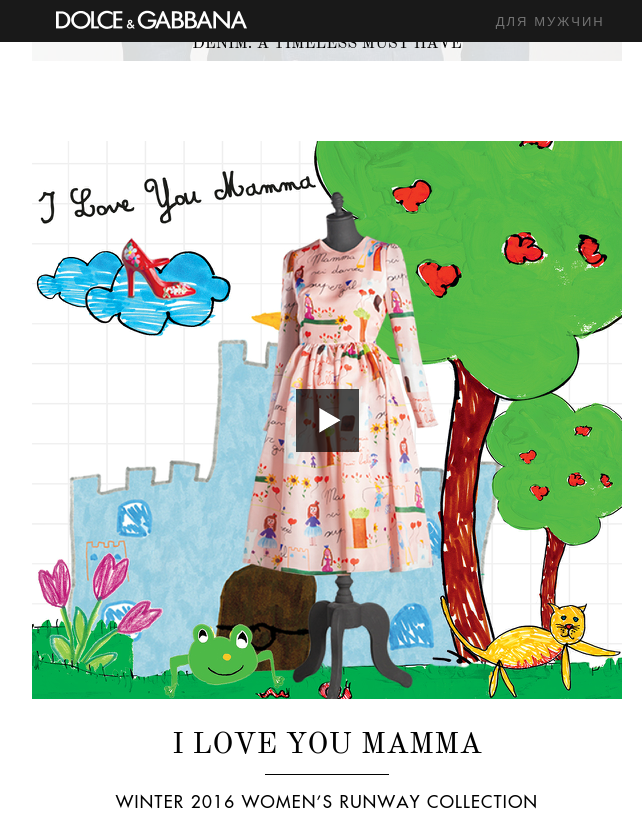 DOLCE & GABBANA
ДЛЯ МУЖЧИН
DENIM: A TIMELESS MUST HAVE
I Love You Mamma
Mamma
I LOVE YOU MAMMA
WINTER 2016 WOMEN'S RUNWAY COLLECTION